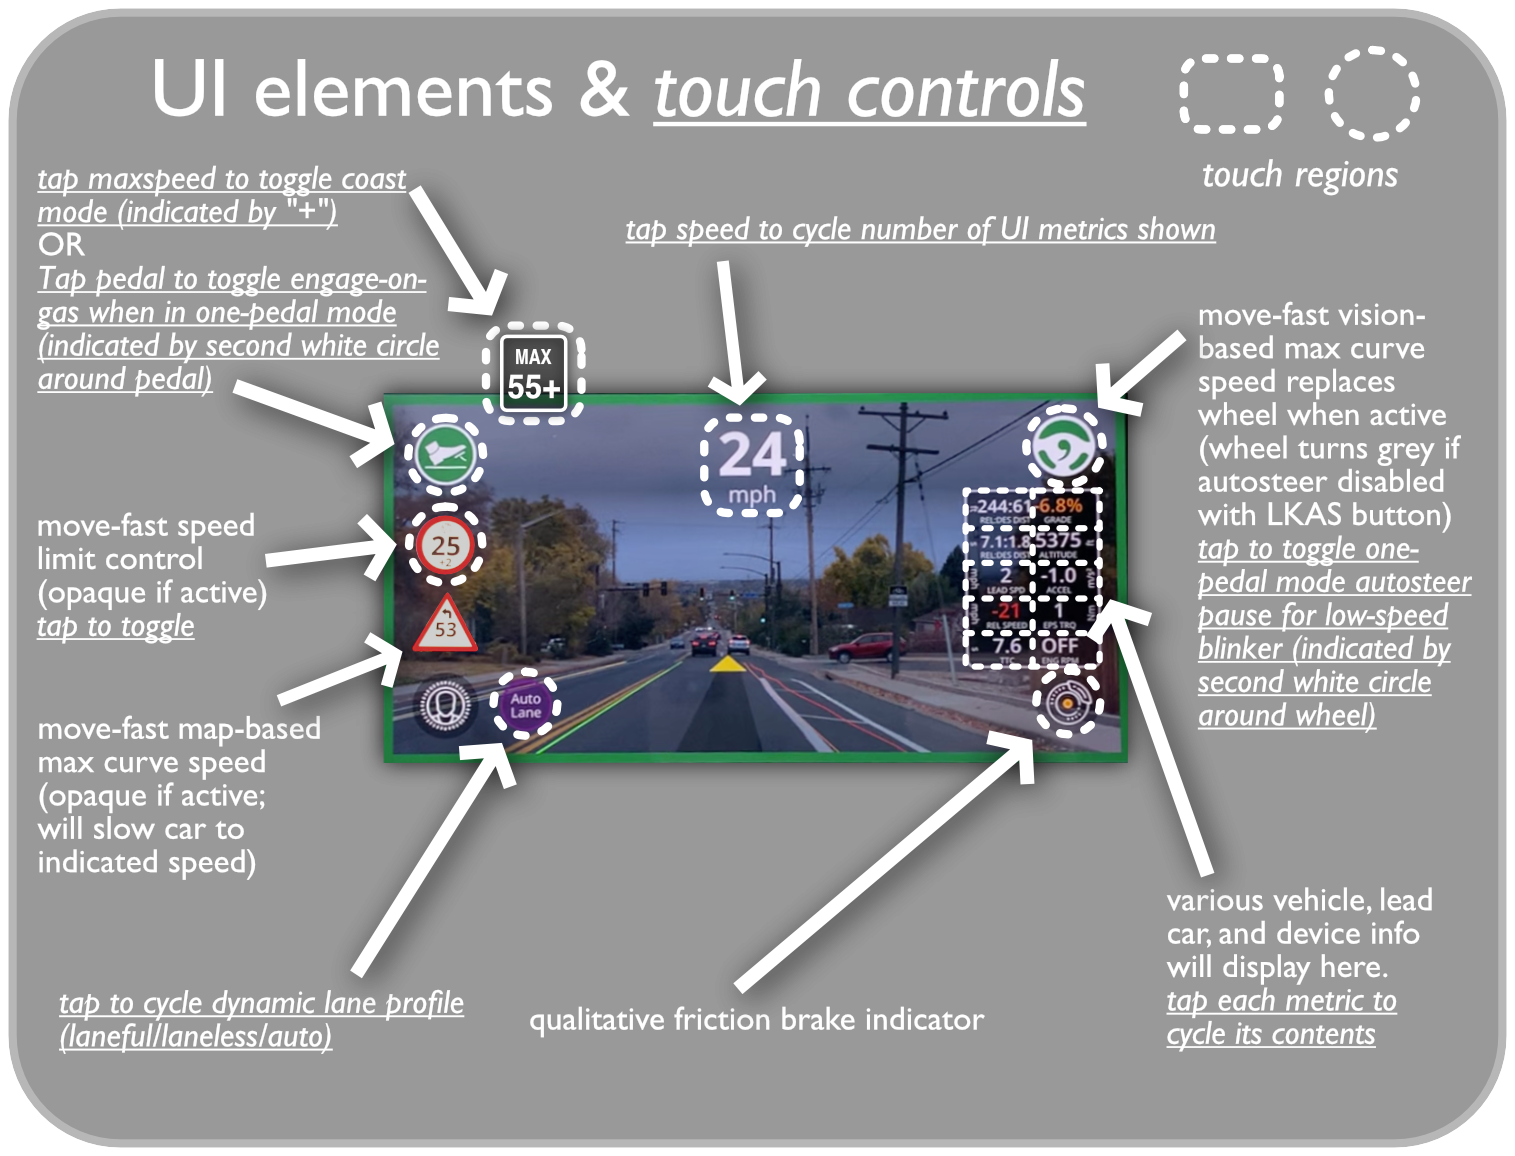 UI elements & touch controls
touch regions
tap maxspeed to toggle coast
mode (indicated by "+")
OR
Tap pedal to toggle engage-on-
gas when in one-pedal mode
(indicated by second white circle
around pedal)
tap speed to cycle number of UI metrics shown
move-fast vision-
based max curve
speed replaces
wheel when active
(wheel turns grey if
autosteer disabled
with LKAS button)
tap to toggle one-
pedal mode autosteer
pause for low-speed
blinker (indicated by
second white circle
around wheel)
MAX
55+
24
mph
move-fast speed
limit control
(opaque if active)
tap to toggle
25
+2
53
Auto
Lane
244:61
REL:DES DIST
-6.8%
GRADE
7.1:1.8
REL:DES DIST
5375
ALTITUDE
mph
2
LEAD SPD
-1.0
ACCEL
m/s²
mph
-21
REL SPEED
1
EPS TRQ
Nm
7.6
TTC
OFF
ENG RPM
move-fast map-based
max curve speed
(opaque if active;
will slow car to
indicated speed)
various vehicle, lead
car, and device info
will display here.
tap each metric to
cycle its contents
tap to cycle dynamic lane profile
(laneful/laneless/auto)
qualitative friction brake indicator